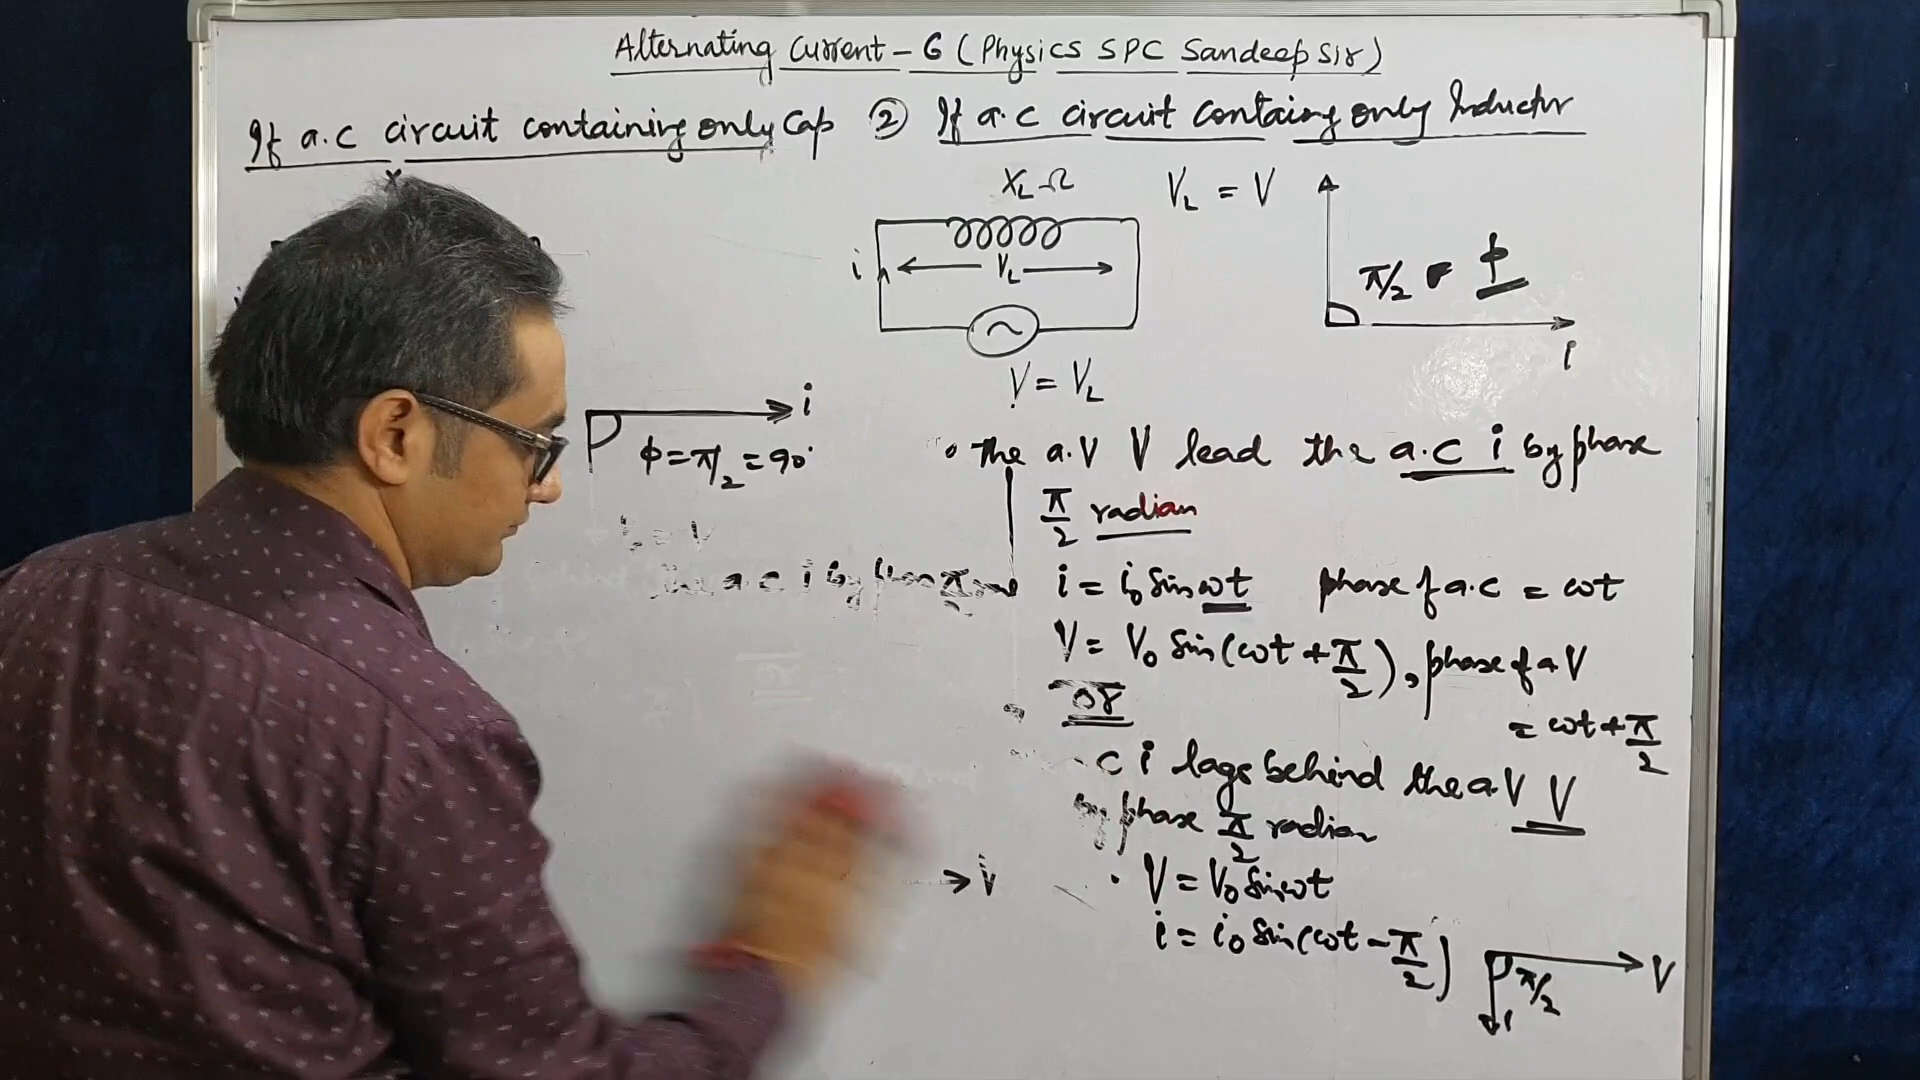 Alternating Current - 6 (Physics SPC Sandeep Sir)
If a.c circuit containing only Cap
i
φ = π/2 = 90°
the a c i by
i
② If a.c circuit containg only Inductor
X_L Ω
V_L = V
i
V_L
V = V_L
π/2 φ
i
the a.V V lead the a.c i by phase
π/2 radian
i = i₀ sin ωt phase of a.c = ωt
V = V₀ sin(ωt + π/2), phase of a V
= ωt + π/2
or
c i lags behind the a.V V
by phase π/2 radian
V = V₀ sin ωt
i = i₀ sin(ωt - π/2)
V
π/2
i